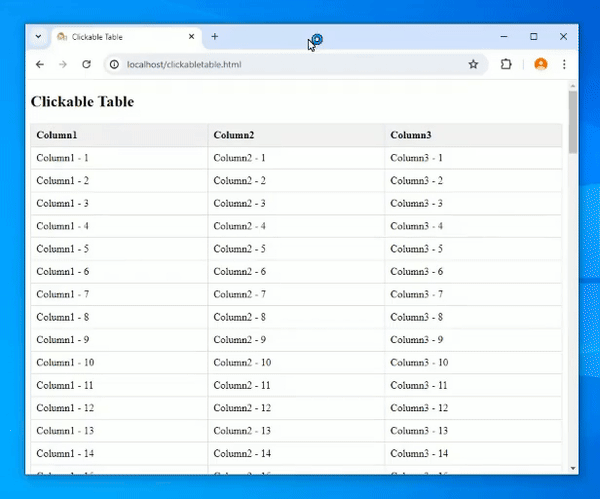 Clickable Table
localhost/clickabletable.html
Clickable Table
Column1 Column2 Column3
Column1 - 1 Column2 - 1 Column3 - 1
Column1 - 2 Column2 - 2 Column3 - 2
Column1 - 3 Column2 - 3 Column3 - 3
Column1 - 4 Column2 - 4 Column3 - 4
Column1 - 5 Column2 - 5 Column3 - 5
Column1 - 6 Column2 - 6 Column3 - 6
Column1 - 7 Column2 - 7 Column3 - 7
Column1 - 8 Column2 - 8 Column3 - 8
Column1 - 9 Column2 - 9 Column3 - 9
Column1 - 10 Column2 - 10 Column3 - 10
Column1 - 11 Column2 - 11 Column3 - 11
Column1 - 12 Column2 - 12 Column3 - 12
Column1 - 13 Column2 - 13 Column3 - 13
Column1 - 14 Column2 - 14 Column3 - 14